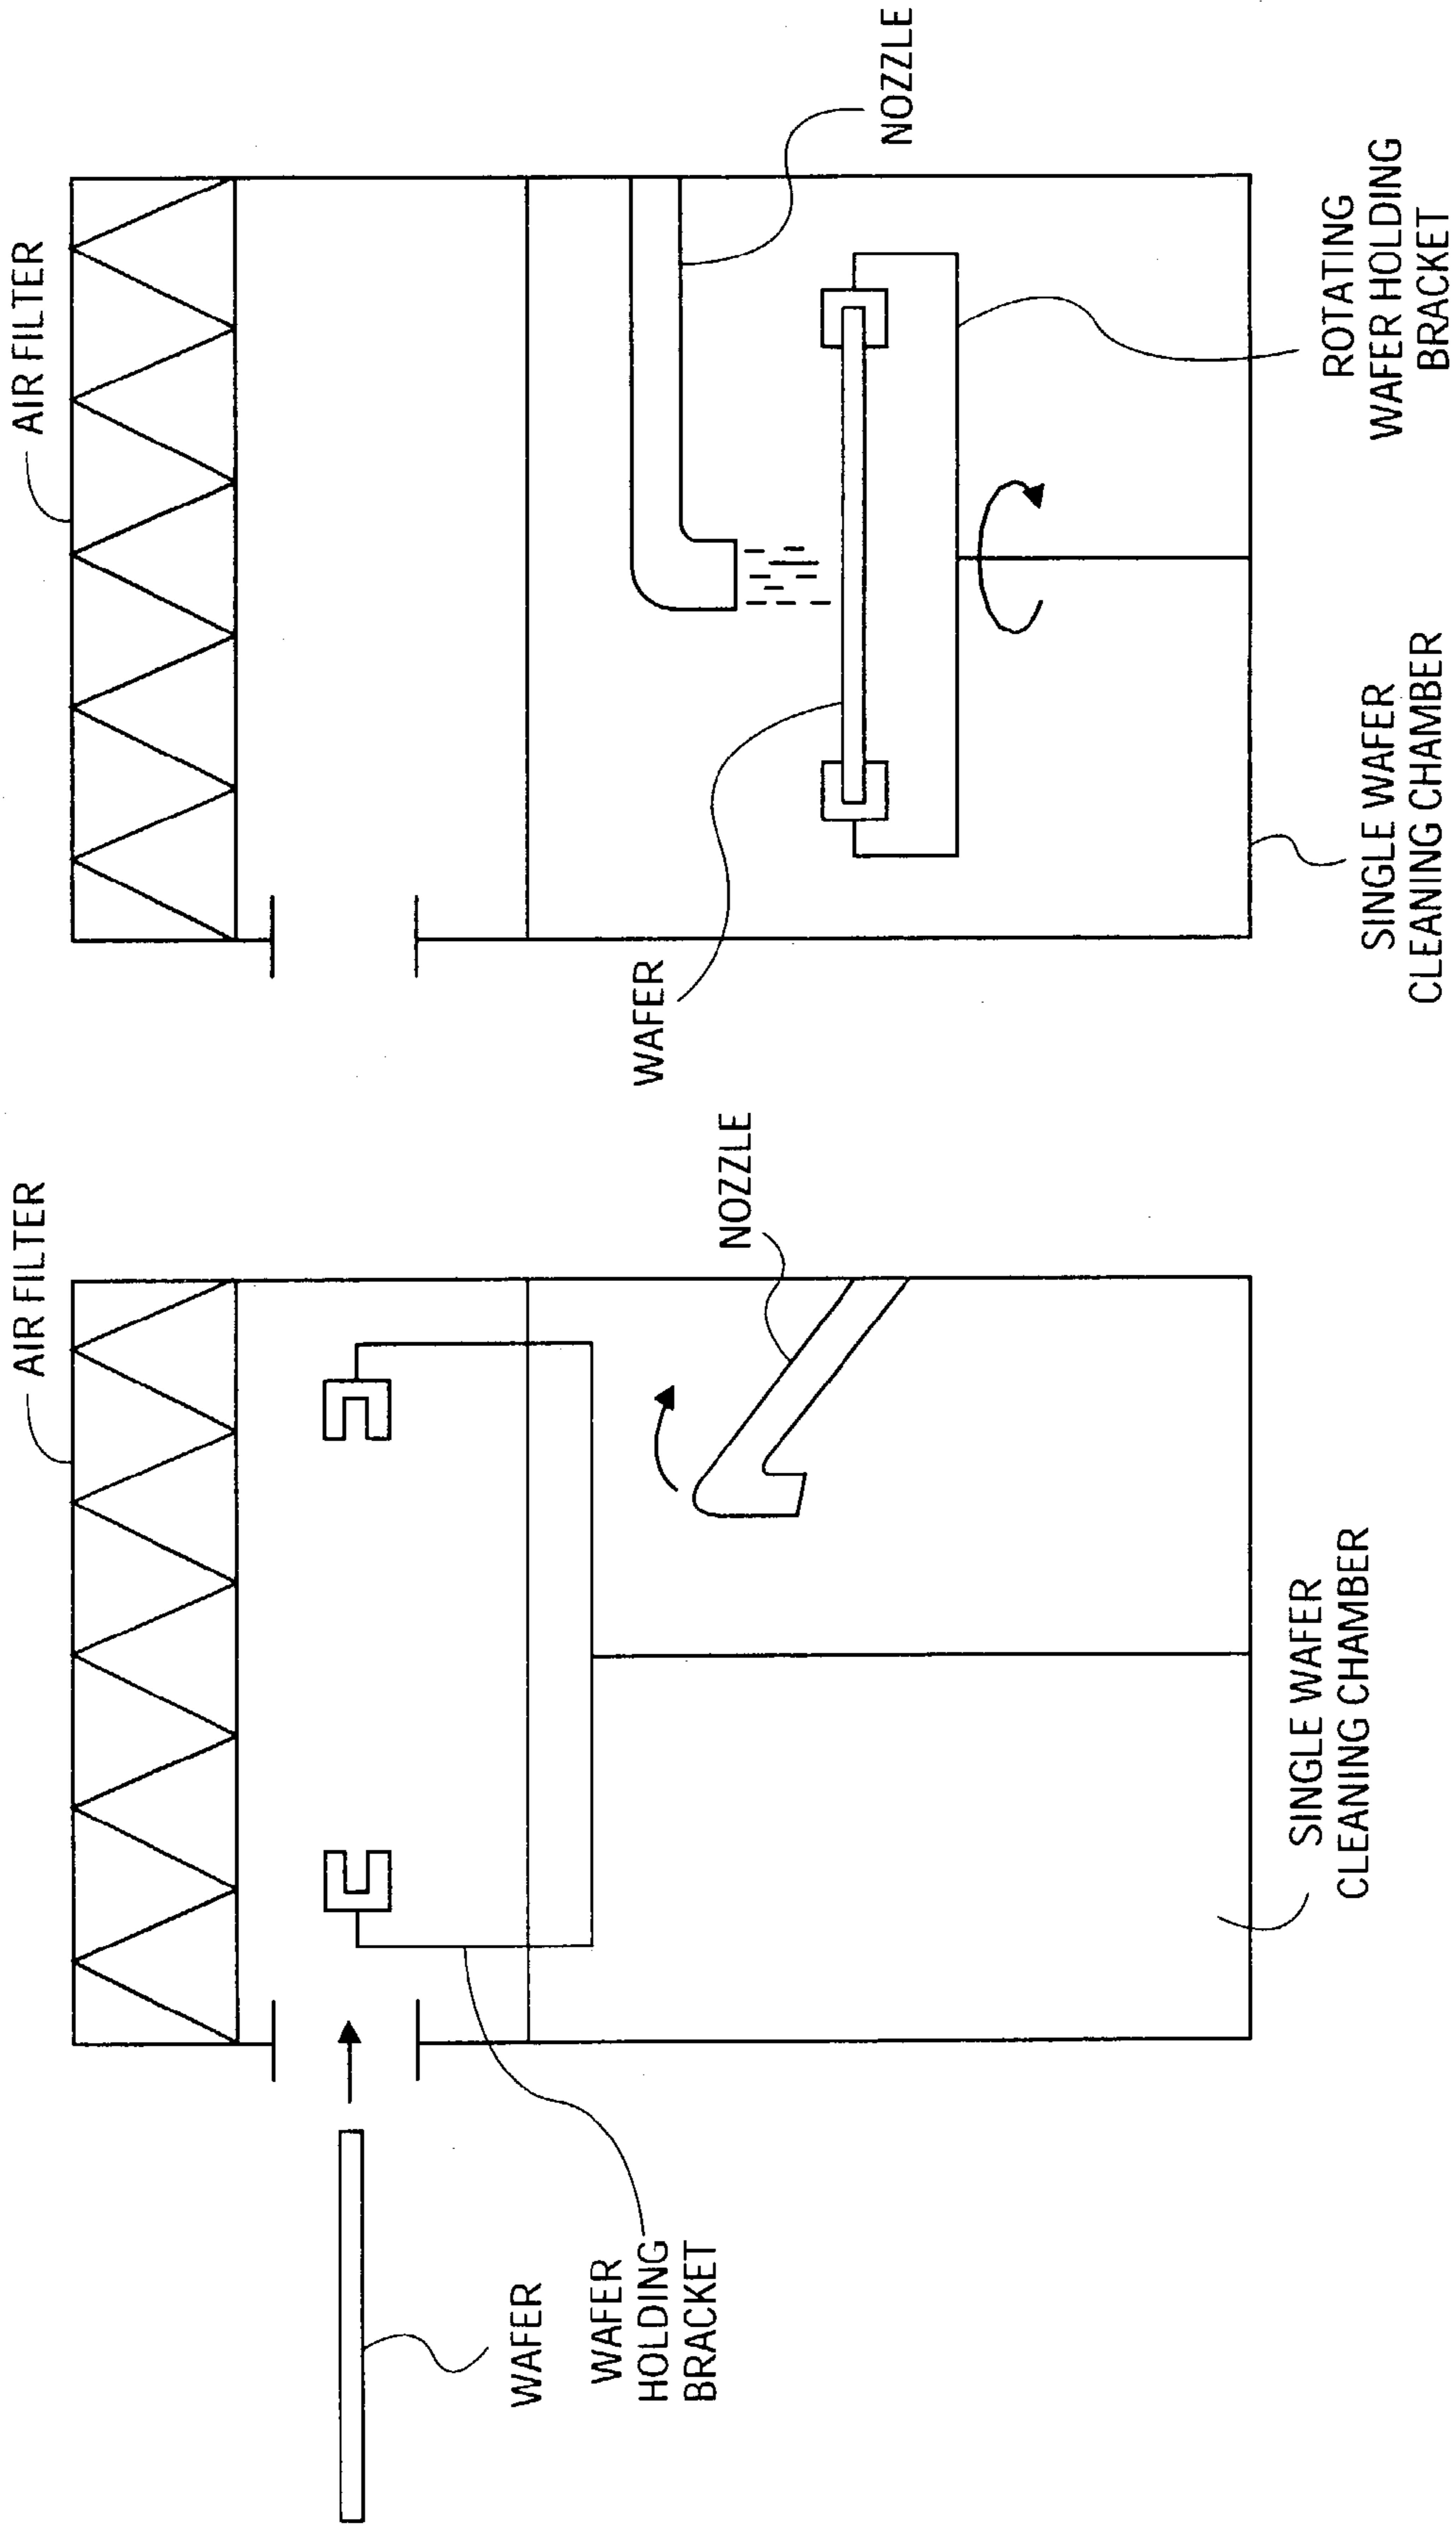 AIR FILTER
NOZZLE
WAFER
WAFER
HOLDING
BRACKET
SINGLE WAFER
CLEANING CHAMBER
AIR FILTER
NOZZLE
WAFER
ROTATING
WAFER HOLDING
BRACKET
SINGLE WAFER
CLEANING CHAMBER